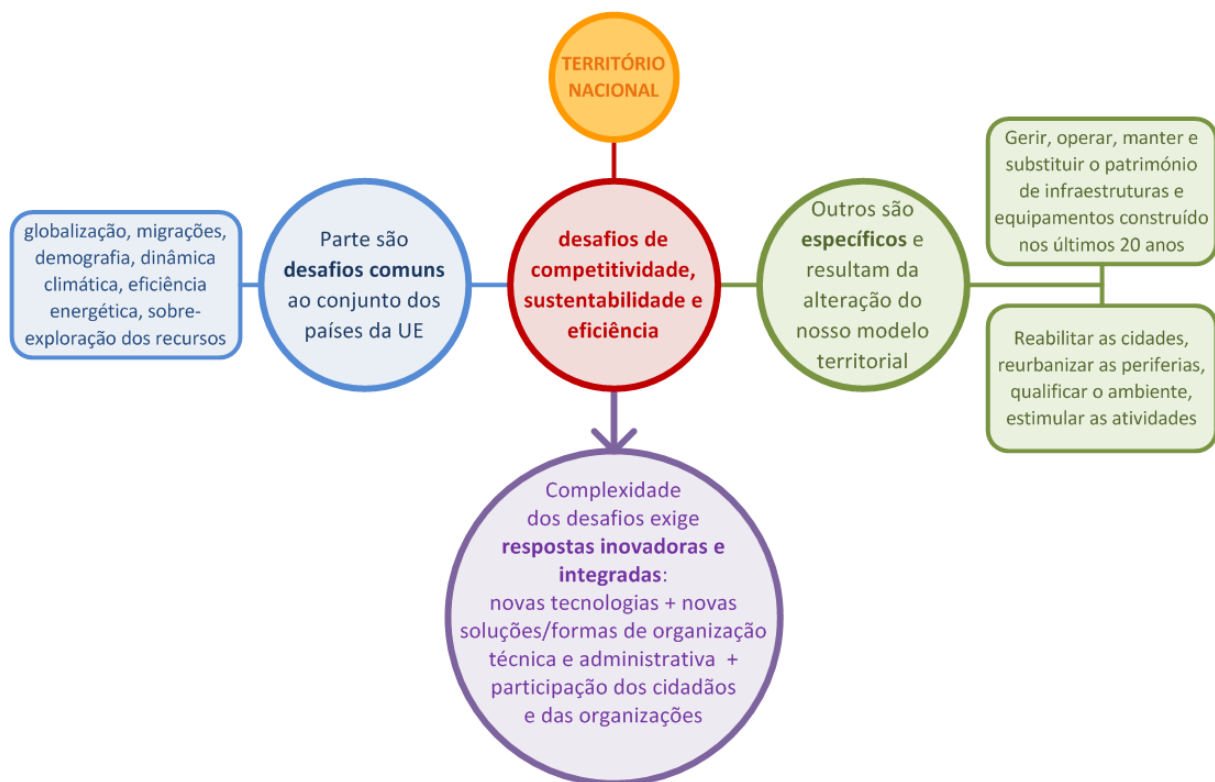 TERRITÓRIO
NACIONAL
globalização, migrações,
demografia, dinâmica
climática, eficiência
energética, sobre-
exploração dos recursos
Parte são
desafios comuns
ao conjunto dos
países da UE
desafios de
competitividade,
sustentabilidade e
eficiência
Outros são
específicos e
resultam da
alteração do
nosso modelo
territorial
Gerir, operar, manter e
substituir o património
de infraestruturas e
equipamentos construído
nos últimos 20 anos
Reabilitar as cidades,
reurbanizar as periferias,
qualificar o ambiente,
estimular as atividades
Complexidade
dos desafios exige
respostas inovadoras e
integradas:
novas tecnologias + novas
soluções/formas de organização
técnica e administrativa +
participação dos cidadãos
e das organizações